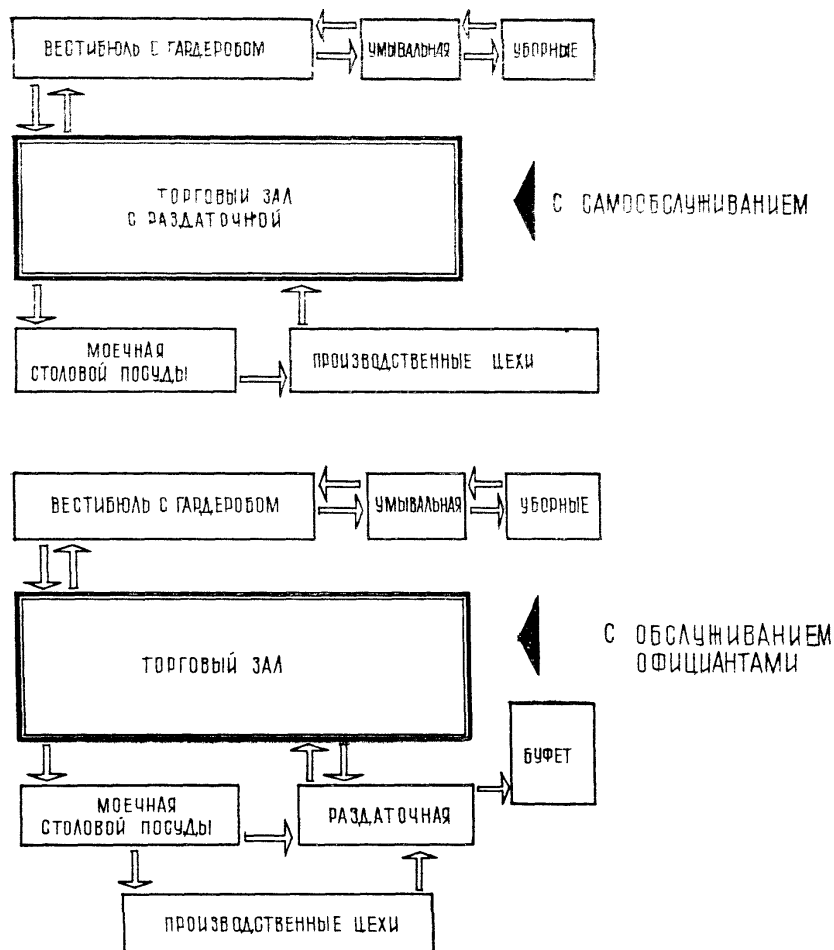 ВЕСТИБЮЛЬ С ГАРДЕРОБОМ
УМЫВАЛЬНАЯ
УБОРНЫЕ
ТОРГОВЫЙ ЗАЛ
С РАЗДАТОЧНОЙ
С САМООБСЛУЖИВАНИЕМ
МОЕЧНАЯ
СТОЛОВОЙ ПОСУДЫ
ПРОИЗВОДСТВЕННЫЕ ЦЕХИ
ВЕСТИБЮЛЬ С ГАРДЕРОБОМ
УМЫВАЛЬНАЯ
УБОРНЫЕ
ТОРГОВЫЙ ЗАЛ
С ОБСЛУЖИВАНИЕМ
ОФИЦИАНТАМИ
БУФЕТ
МОЕЧНАЯ
СТОЛОВОЙ ПОСУДЫ
РАЗДАТОЧНАЯ
ПРОИЗВОДСТВЕННЫЕ ЦЕХИ